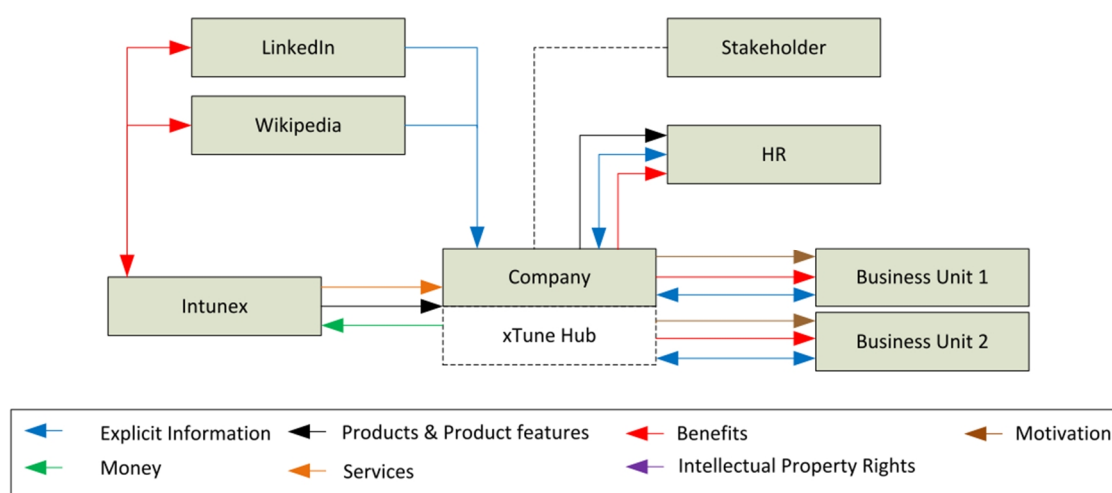 LinkedIn
Stakeholder
Wikipedia
HR
Company
Business Unit 1
Intunex
xTune Hub
Business Unit 2
Explicit Information
Products & Product features
Benefits
Motivation
Money
Services
Intellectual Property Rights